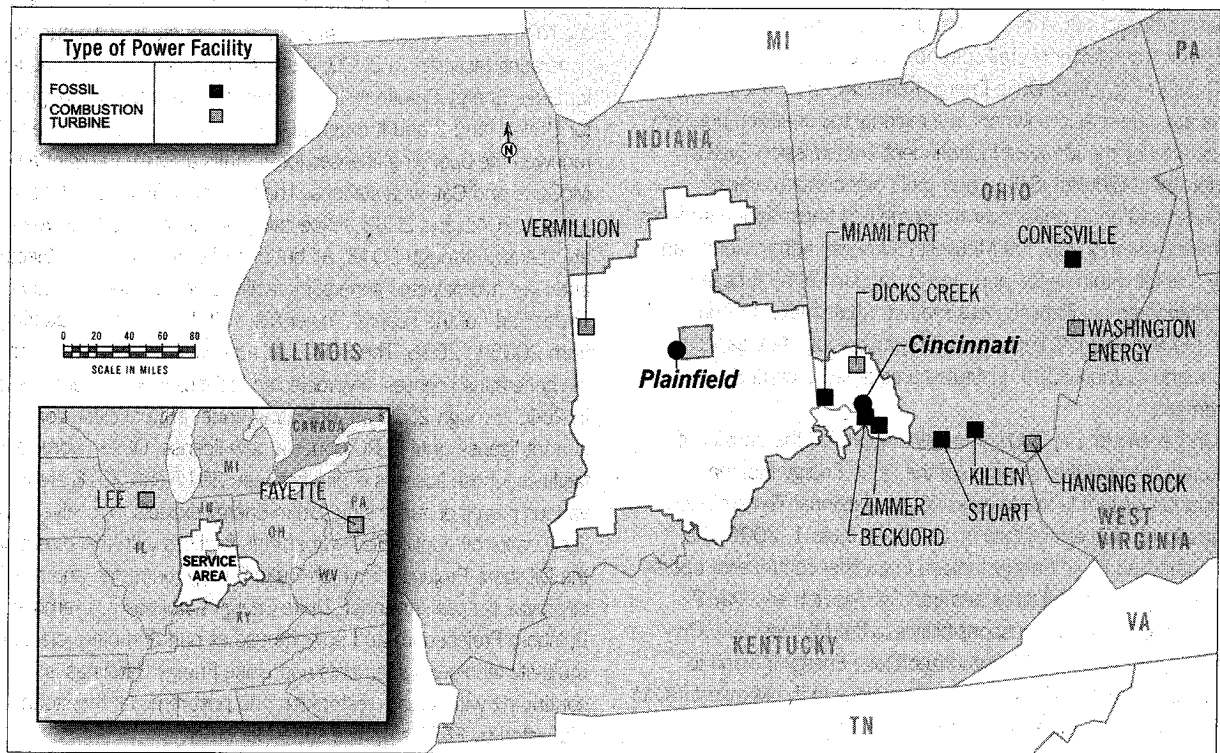 Type of Power Facility
FOSSIL
COMBUSTION
TURBINE
MI
PA
N
INDIANA
OHIO
VERMILLION
MIAMI FORT
CONESVILLE
DICKS CREEK
WASHINGTON
ENERGY
0 20 40 60 80
SCALE IN MILES
ILLINOIS
Cincinnati
Plainfield
KILLEN
HANGING ROCK
ZIMMER
STUART
BECKJORD
WEST
VIRGINIA
KENTUCKY
VA
TN
CANADA
MI
LEE
FAYETTE
PA
IN
OH
IL
SERVICE
AREA
WV
KY